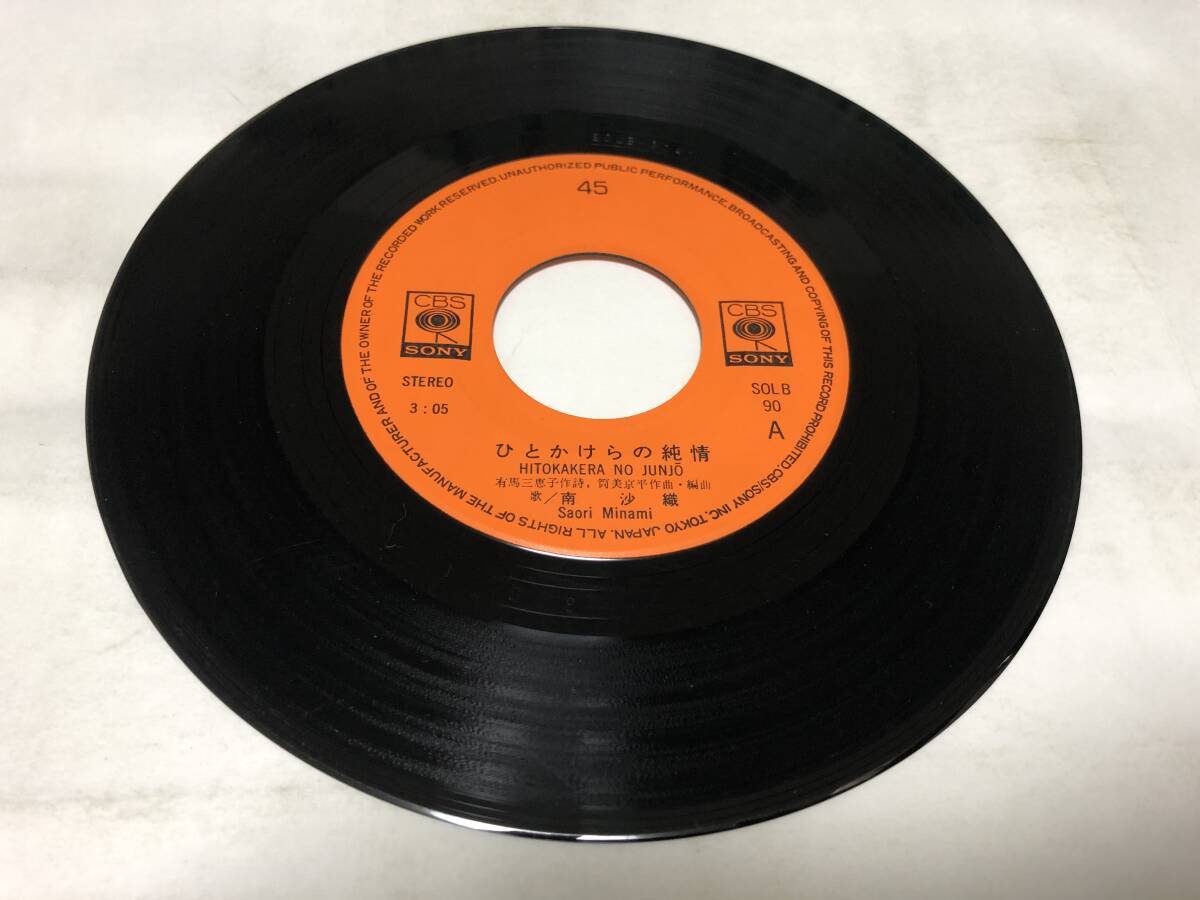 45
CBS
SONY
CBS
SONY
STEREO
3:05
SOLB
90
A
ひとかけらの純情
HITOKAKERA NO JUNJŌ
有馬三恵子作詩，筒美京平作曲・編曲
歌／南 沙織
Saori Minami
ALL RIGHTS OF THE MANUFACTURER AND OF THE OWNER OF THE RECORDED WORK RESERVED. UNAUTHORIZED PUBLIC PERFORMANCE, BROADCASTING AND COPYING OF THIS RECORD PROHIBITED. CBS/SONY INC. TOKYO JAPAN.